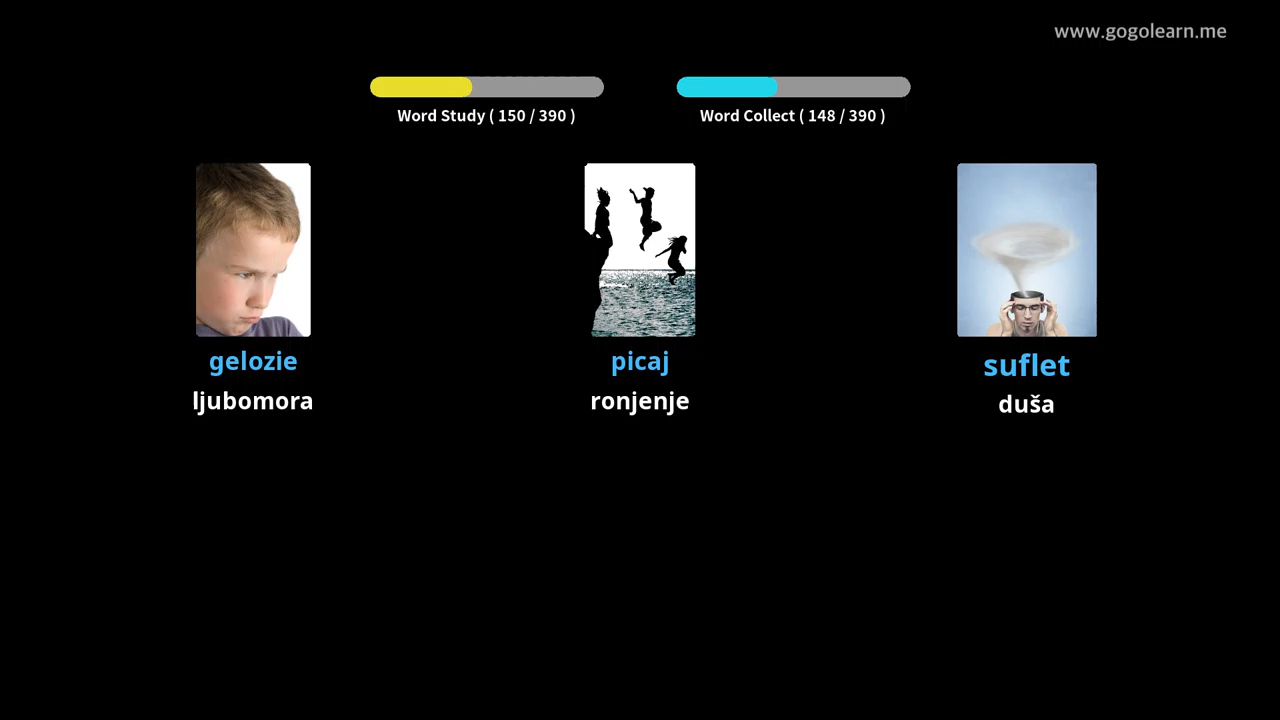 www.gogolearn.me
Word Study ( 150 / 390 )
Word Collect ( 148 / 390 )
gelozie
ljubomora
picaj
ronjenje
suflet
duša